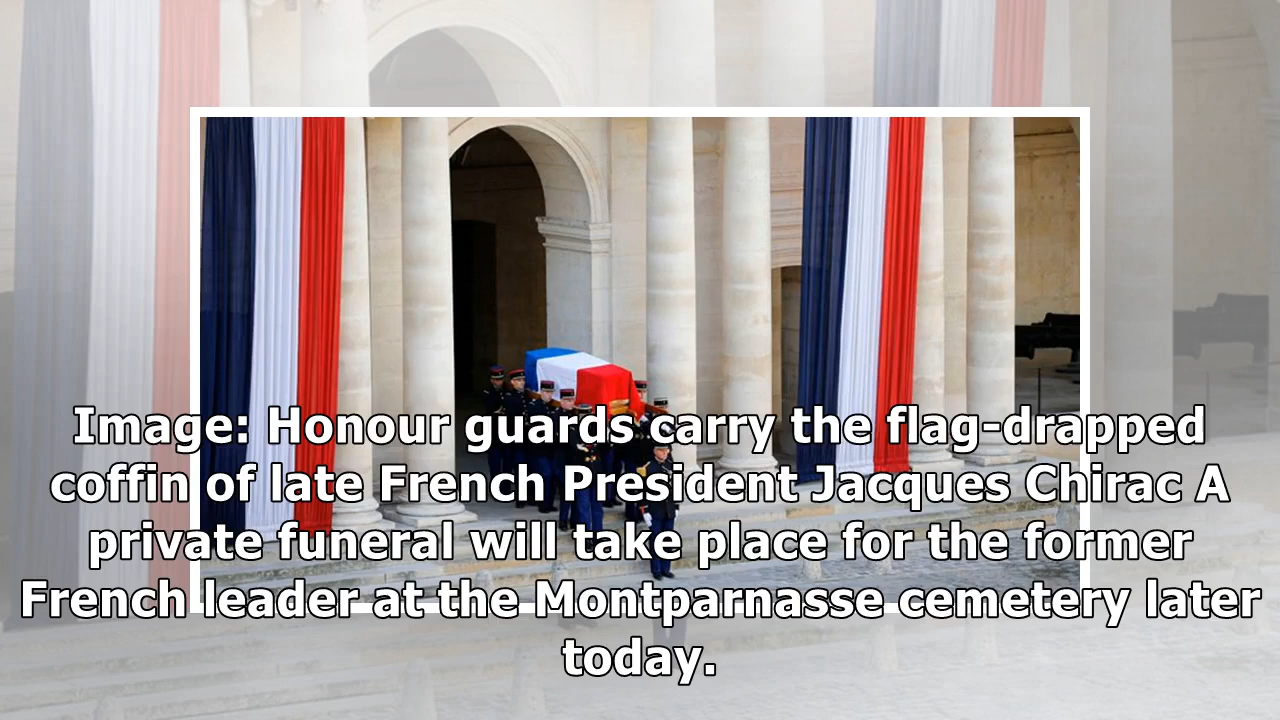 Image: Honour guards carry the flag-drapped
coffin of late French President Jacques Chirac A
private funeral will take place for the former
French leader at the Montparnasse cemetery later
today.